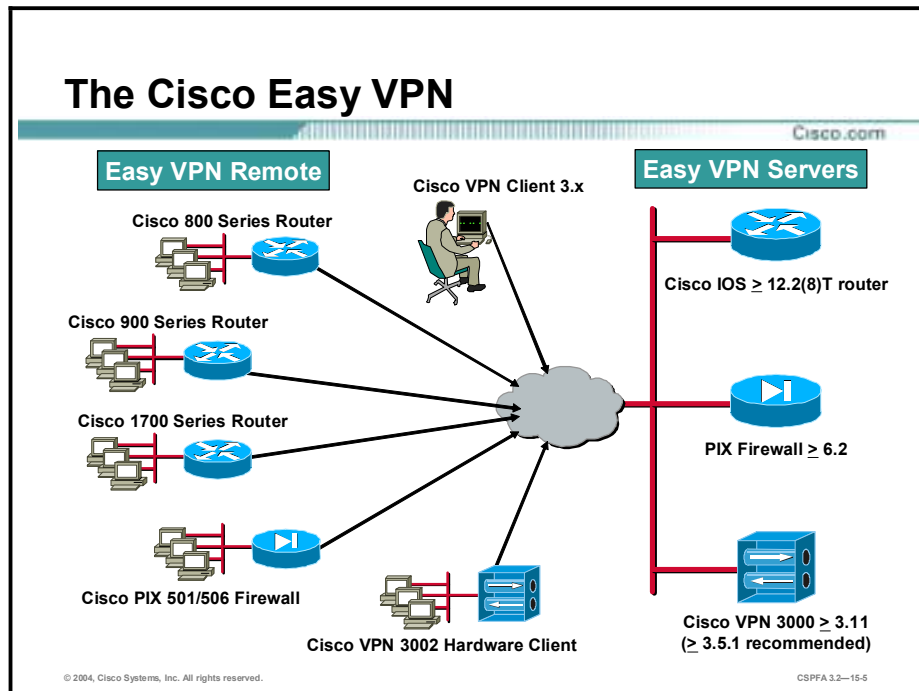 The Cisco Easy VPN
Cisco.com
Easy VPN Remote
Cisco VPN Client 3.x
Easy VPN Servers
Cisco 800 Series Router
Cisco IOS ≥ 12.2(8)T router
Cisco 900 Series Router
Cisco 1700 Series Router
PIX Firewall ≥ 6.2
Cisco PIX 501/506 Firewall
Cisco VPN 3002 Hardware Client
Cisco VPN 3000 ≥ 3.11
(≥ 3.5.1 recommended)
© 2004, Cisco Systems, Inc. All rights reserved.
CSPFA 3.2—15-5